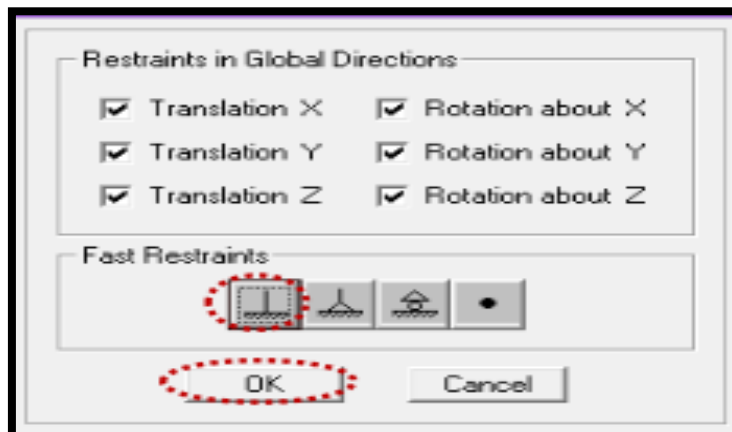 Restraints in Global Directions
Translation X Rotation about X
Translation Y Rotation about Y
Translation Z Rotation about Z
Fast Restraints
OK Cancel